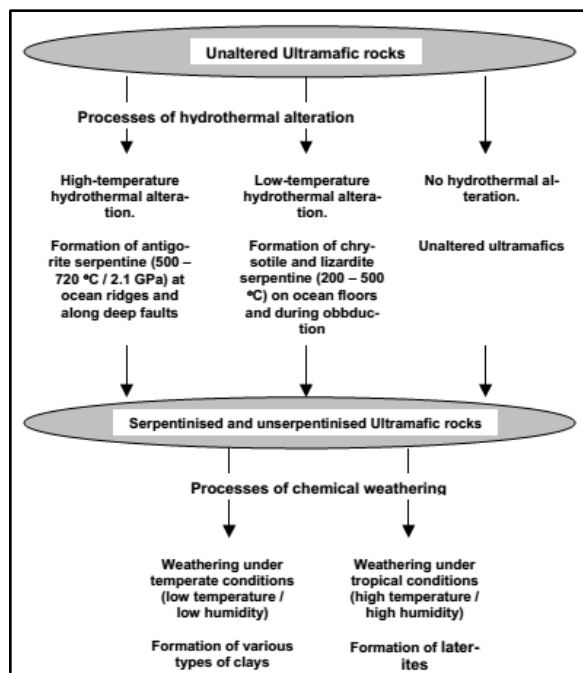 Unaltered Ultramafic rocks
Processes of hydrothermal alteration
High-temperature
hydrothermal altera-
tion.
Formation of antigo-
rite serpentine (500 –
720 °C / 2.1 GPa) at
ocean ridges and
along deep faults
Low-temperature
hydrothermal altera-
tion.
Formation of chry-
sotile and lizardite
serpentine (200 – 500
°C) on ocean floors
and during obbduc-
tion
No hydrothermal al-
teration.
Unaltered ultramafics
Serpentinised and unserpentinised Ultramafic rocks
Processes of chemical weathering
Weathering under
temperate conditions
(low temperature /
low humidity)
Formation of various
types of clays
Weathering under
tropical conditions
(high temperature /
high humidity)
Formation of later-
ites